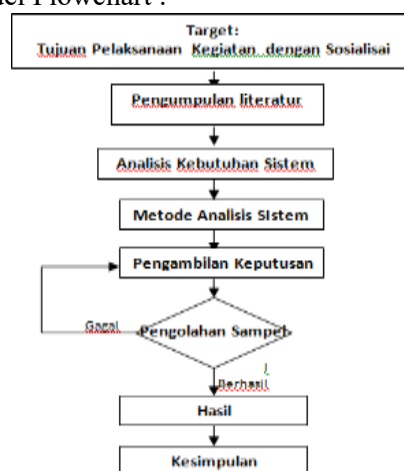 Flowchart :
Target:
Tujuan Pelaksanaan Kegiatan dengan Sosialisai
Pengumpulan literatur
Analisis Kebutuhan Sistem
Metode Analisis SIstem
Pengambilan Keputusan
Gagal
Pengolahan Sampel
Berhasil
Hasil
Kesimpulan